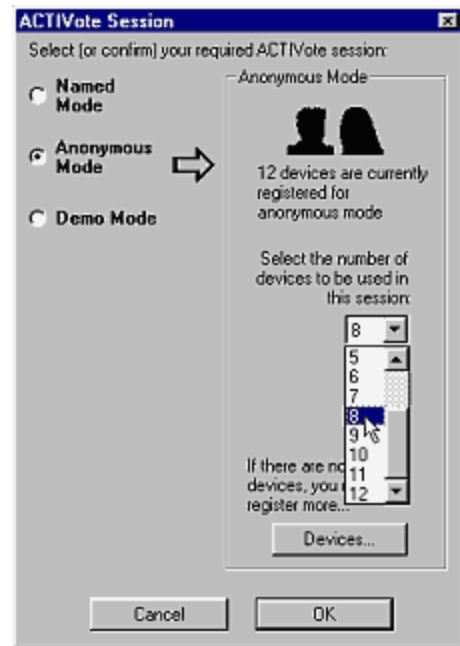 ACTIVote Session
Select (or confirm) your required ACTIVote session:
Named
Mode
Anonymous
Mode
Demo Mode
Anonymous Mode
12 devices are currently
registered for
anonymous mode
Select the number of
devices to be used in
this session:
8
5
6
7
8
9
10
11
12
If there are
devices, you
register more...
Devices...
Cancel
OK